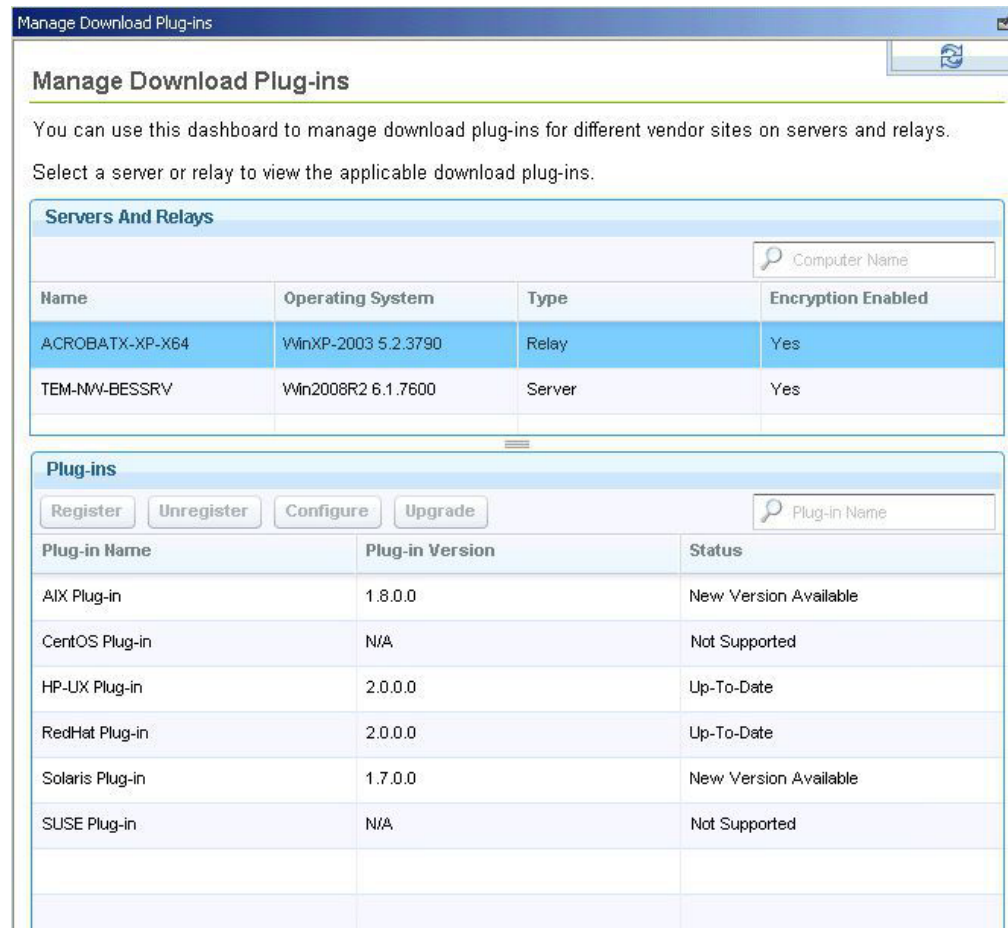 Manage Download Plug-ins
Manage Download Plug-ins
You can use this dashboard to manage download plug-ins for different vendor sites on servers and relays.
Select a server or relay to view the applicable download plug-ins.
Servers And Relays
Computer Name
Name Operating System Type Encryption Enabled
ACROBATX-XP-X64 WinXP-2003 5.2.3790 Relay Yes
TEM-NW-BESSRV Win2008R2 6.1.7600 Server Yes
Plug-ins
Register Unregister Configure Upgrade Plug-in Name
Plug-in Name Plug-in Version Status
AIX Plug-in 1.8.0.0 New Version Available
CentOS Plug-in N/A Not Supported
HP-UX Plug-in 2.0.0.0 Up-To-Date
RedHat Plug-in 2.0.0.0 Up-To-Date
Solaris Plug-in 1.7.0.0 New Version Available
SUSE Plug-in N/A Not Supported